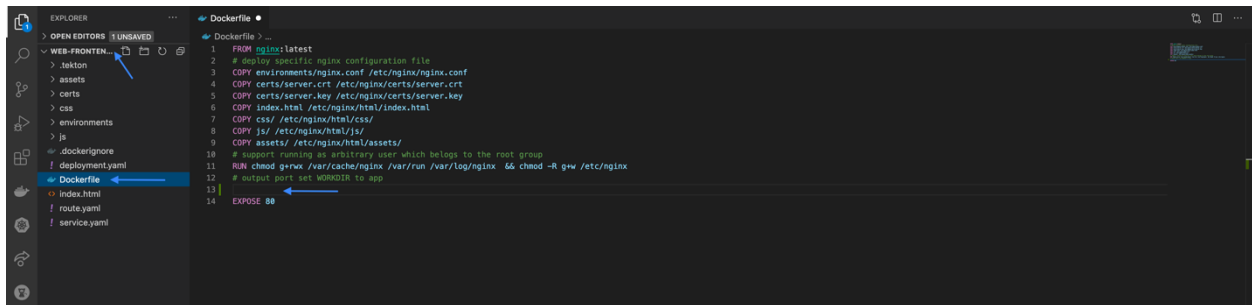 EXPLORER
OPEN EDITORS 1 UNSAVED
WEB-FRONTEN...
.tekton
assets
certs
css
environments
js
.dockerignore
deployment.yaml
Dockerfile
index.html
route.yaml
service.yaml
Dockerfile
Dockerfile > ...
1 FROM nginx:latest
2 # deploy specific nginx configuration file
3 COPY environments/nginx.conf /etc/nginx/nginx.conf
4 COPY certs/server.crt /etc/nginx/certs/server.crt
5 COPY certs/server.key /etc/nginx/certs/server.key
6 COPY index.html /etc/nginx/html/index.html
7 COPY css/ /etc/nginx/html/css/
8 COPY js/ /etc/nginx/html/js/
9 COPY assets/ /etc/nginx/html/assets/
10 # support running as arbitrary user which belogs to the root group
11 RUN chmod g+rwx /var/cache/nginx /var/run /var/log/nginx && chmod -R g+w /etc/nginx
12 # output port set WORKDIR to app
13
14 EXPOSE 80